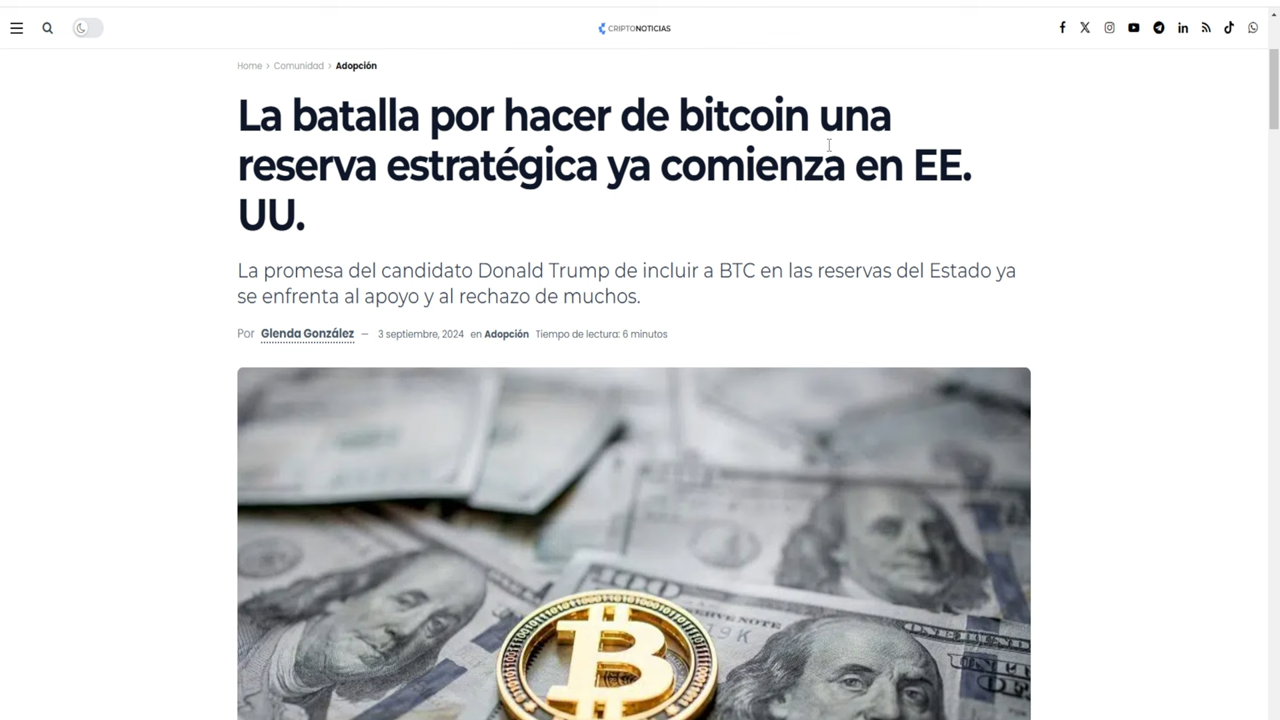 CRIPTONOTICIAS
Home > Comunidad > Adopción
La batalla por hacer de bitcoin una
reserva estratégica ya comienza en EE.
UU.
La promesa del candidato Donald Trump de incluir a BTC en las reservas del Estado ya
se enfrenta al apoyo y al rechazo de muchos.
Por Glenda González — 3 septiembre, 2024 en Adopción Tiempo de lectura: 6 minutos